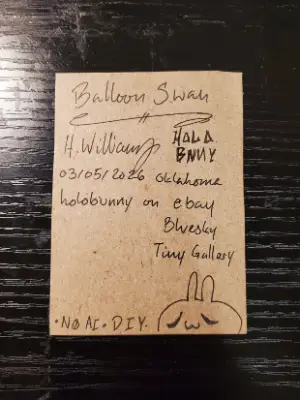 Balloon Swan
H. Williams
HOLO
BNNY
03/05/2026 Oklahoma
holobunny on ebay
Bluesky
Tiny Gallery
•NO AI•DIY.